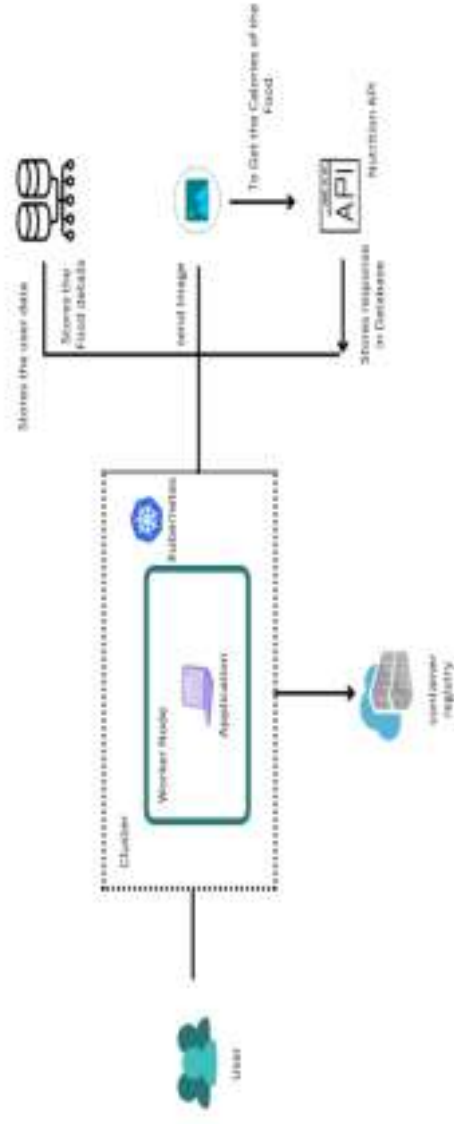 User
Cluster
Worker Node
Application
Kubernetes
container
registry
Stores the user data
Stores the
Food details
send Image
To Get the Calories of the
Food
API
Nutrition API
Stores response
in Database